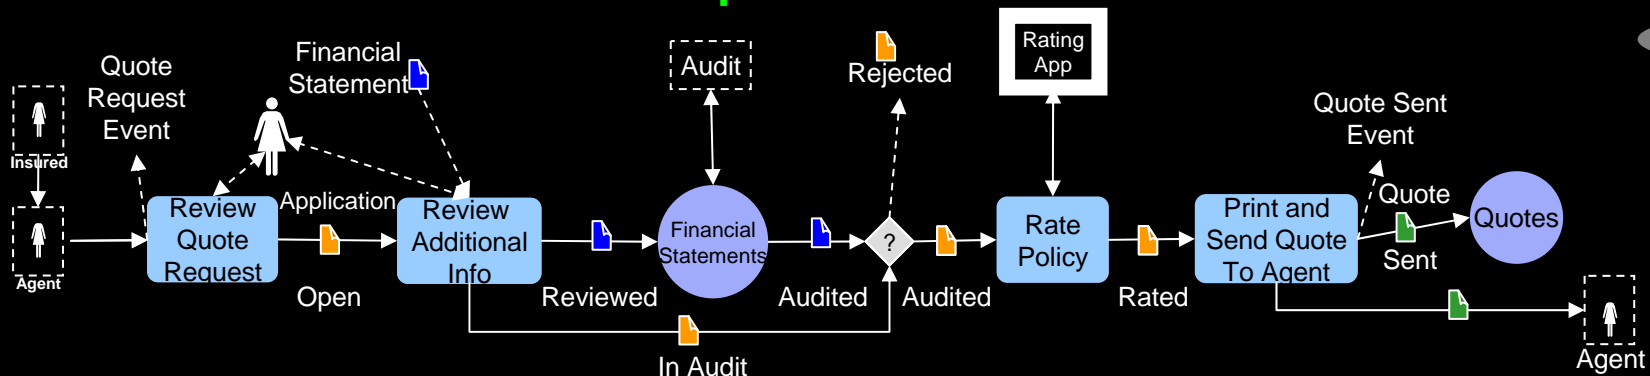 Insured
Agent
Quote
Request
Event
Financial
Statement
Review
Quote
Request
Application
Open
Review
Additional
Info
Reviewed
In Audit
Audit
Financial
Statements
Audited
?
Rejected
Audited
Rating
App
Rate
Policy
Rated
Print and
Send Quote
To Agent
Quote Sent
Event
Quote
Sent
Quotes
Agent